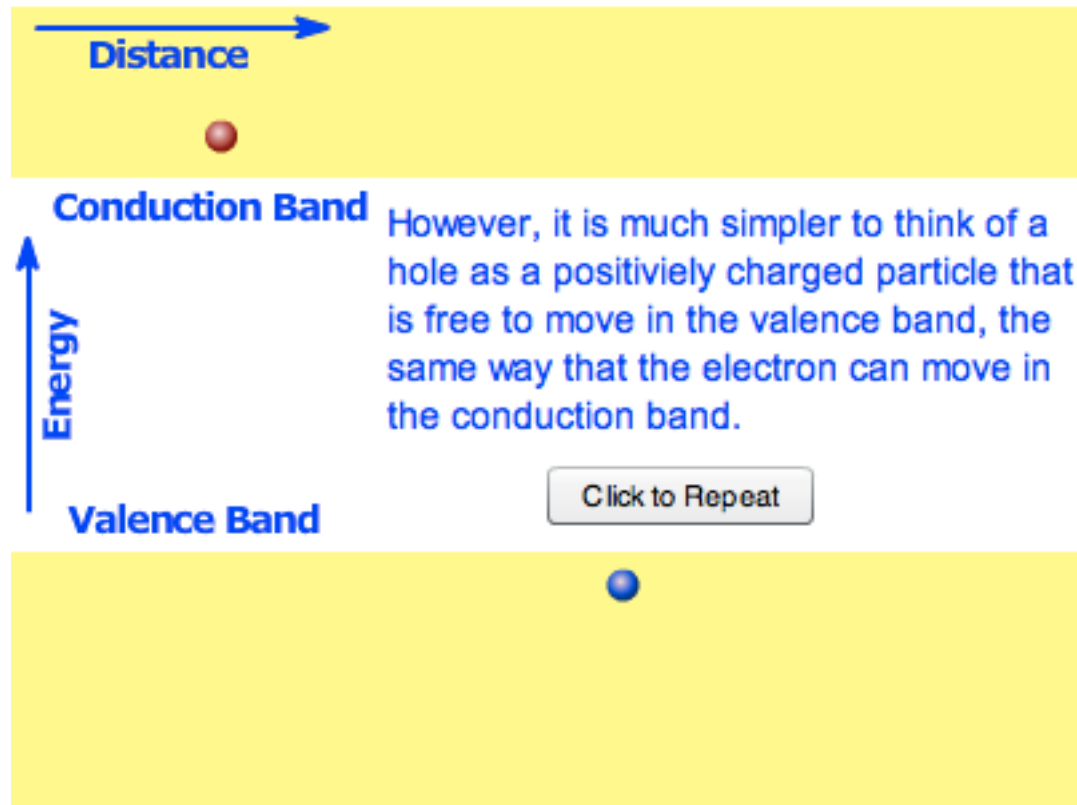 Distance
Conduction Band
However, it is much simpler to think of a
hole as a positiviely charged particle that
is free to move in the valence band, the
same way that the electron can move in
the conduction band.
Energy
Click to Repeat
Valence Band